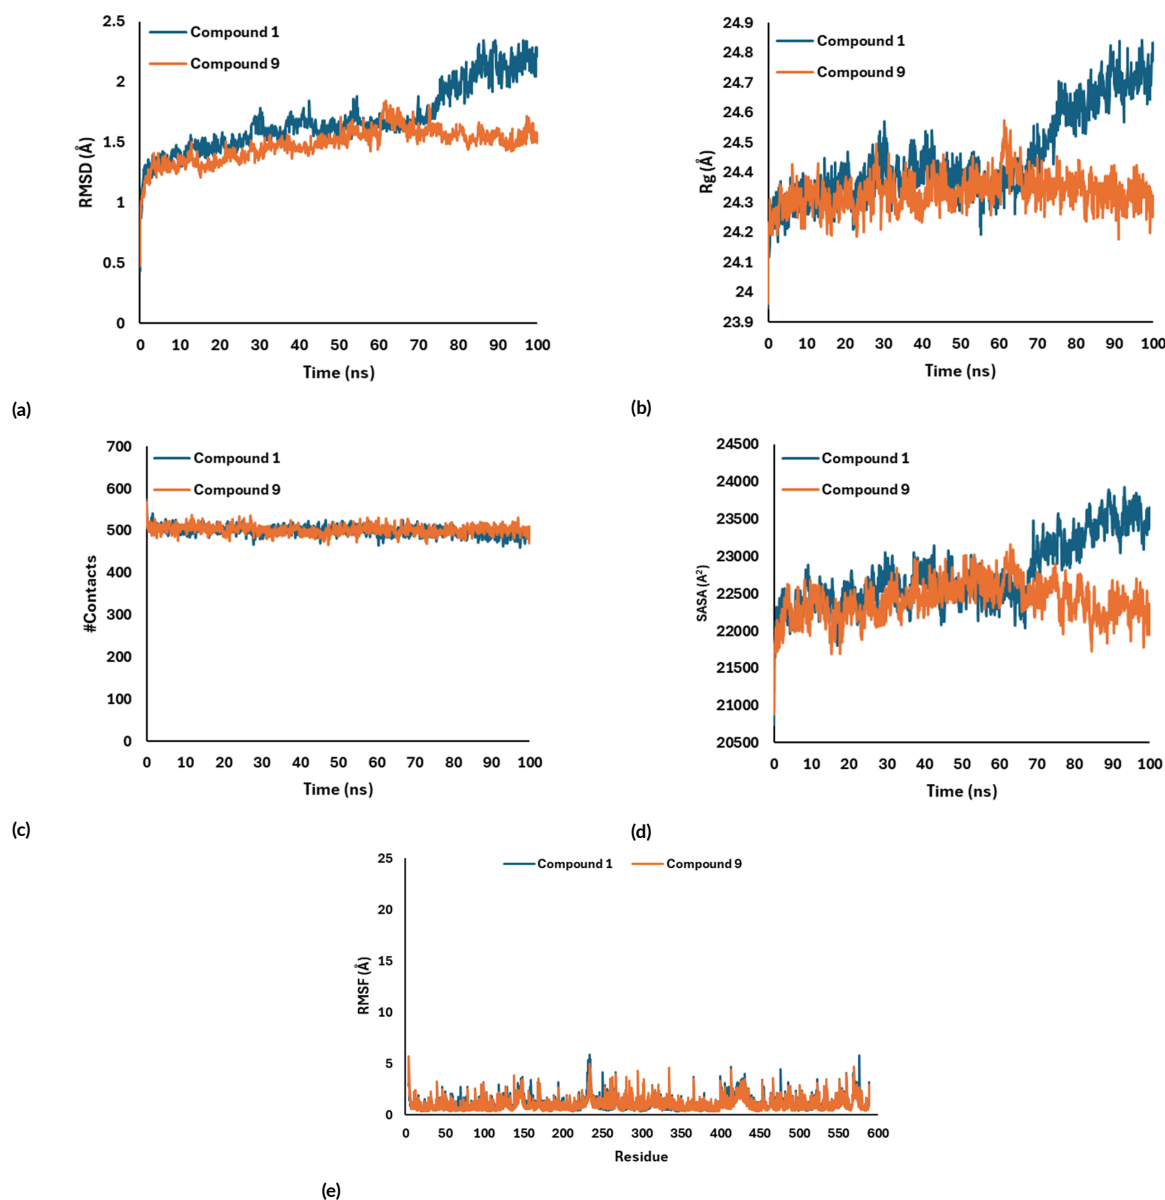 2.5
2
1.5
1
0.5
0
RMSD (Å)
Compound 1
Compound 9
0 10 20 30 40 50 60 70 80 90 100
Time (ns)
(a)
24.9
24.8
24.7
24.6
24.5
24.4
24.3
24.2
24.1
24
23.9
Rg (Å)
Compound 1
Compound 9
0 10 20 30 40 50 60 70 80 90 100
Time (ns)
(b)
700
600
500
400
300
200
100
0
#Contacts
Compound 1
Compound 9
0 10 20 30 40 50 60 70 80 90 100
Time (ns)
(c)
24500
24000
23500
23000
22500
22000
21500
21000
20500
SASA (A²)
Compound 1
Compound 9
0 10 20 30 40 50 60 70 80 90 100
Time (ns)
(d)
25
20
15
10
5
0
RMSF (Å)
Compound 1 Compound 9
0 50 100 150 200 250 300 350 400 450 500 550 600
Residue
(e)